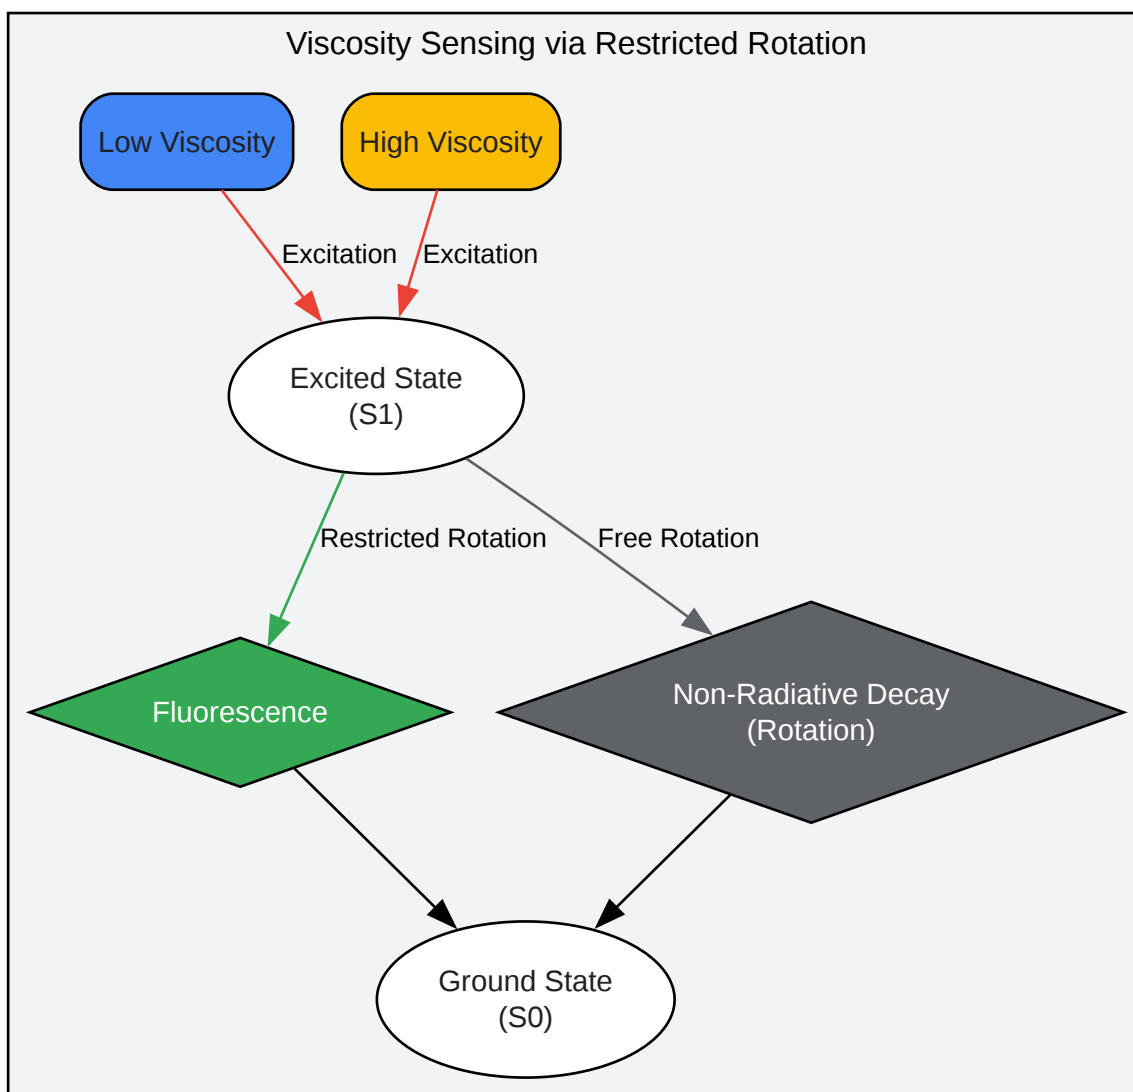 Viscosity Sensing via Restricted Rotation
Low Viscosity
High Viscosity
Excitation
Excitation
Excited State
(S1)
Restricted Rotation
Free Rotation
Fluorescence
Non-Radiative Decay
(Rotation)
Ground State
(S0)